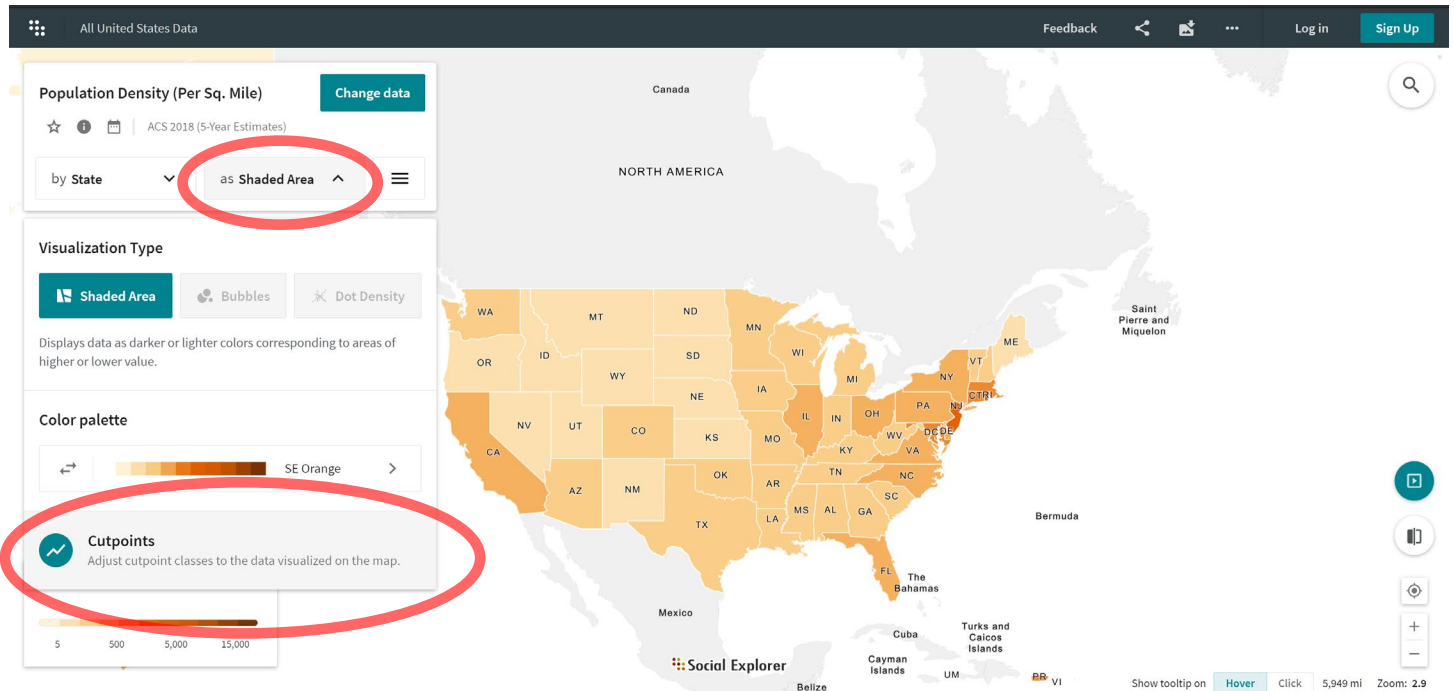 All United States Data
Feedback
Log in
Sign Up
Population Density (Per Sq. Mile)
Change data
ACS 2018 (5-Year Estimates)
by State
as Shaded Area
Visualization Type
Shaded Area
Bubbles
Dot Density
Displays data as darker or lighter colors corresponding to areas of
higher or lower value.
Color palette
SE Orange
Cutpoints
Adjust cutpoint classes to the data visualized on the map.
5 500 5,000 15,000
Canada
NORTH AMERICA
Saint
Pierre and
Miquelon
WA
MT
ND
MN
ME
OR
ID
SD
WI
VT
WY
MI
NY
NE
IA
CTRI
PA
NJ
IL
IN
OH
NV
UT
CO
KS
MO
WV
DCDE
CA
KY
VA
OK
AR
TN
NC
AZ
NM
SC
MS
AL
GA
TX
LA
Bermuda
FL
The
Bahamas
Mexico
Cuba
Turks and
Caicos
Islands
Cayman
Islands
UM
PR
VI
Belize
Social Explorer
Show tooltip on Hover Click 5,949 mi Zoom: 2.9